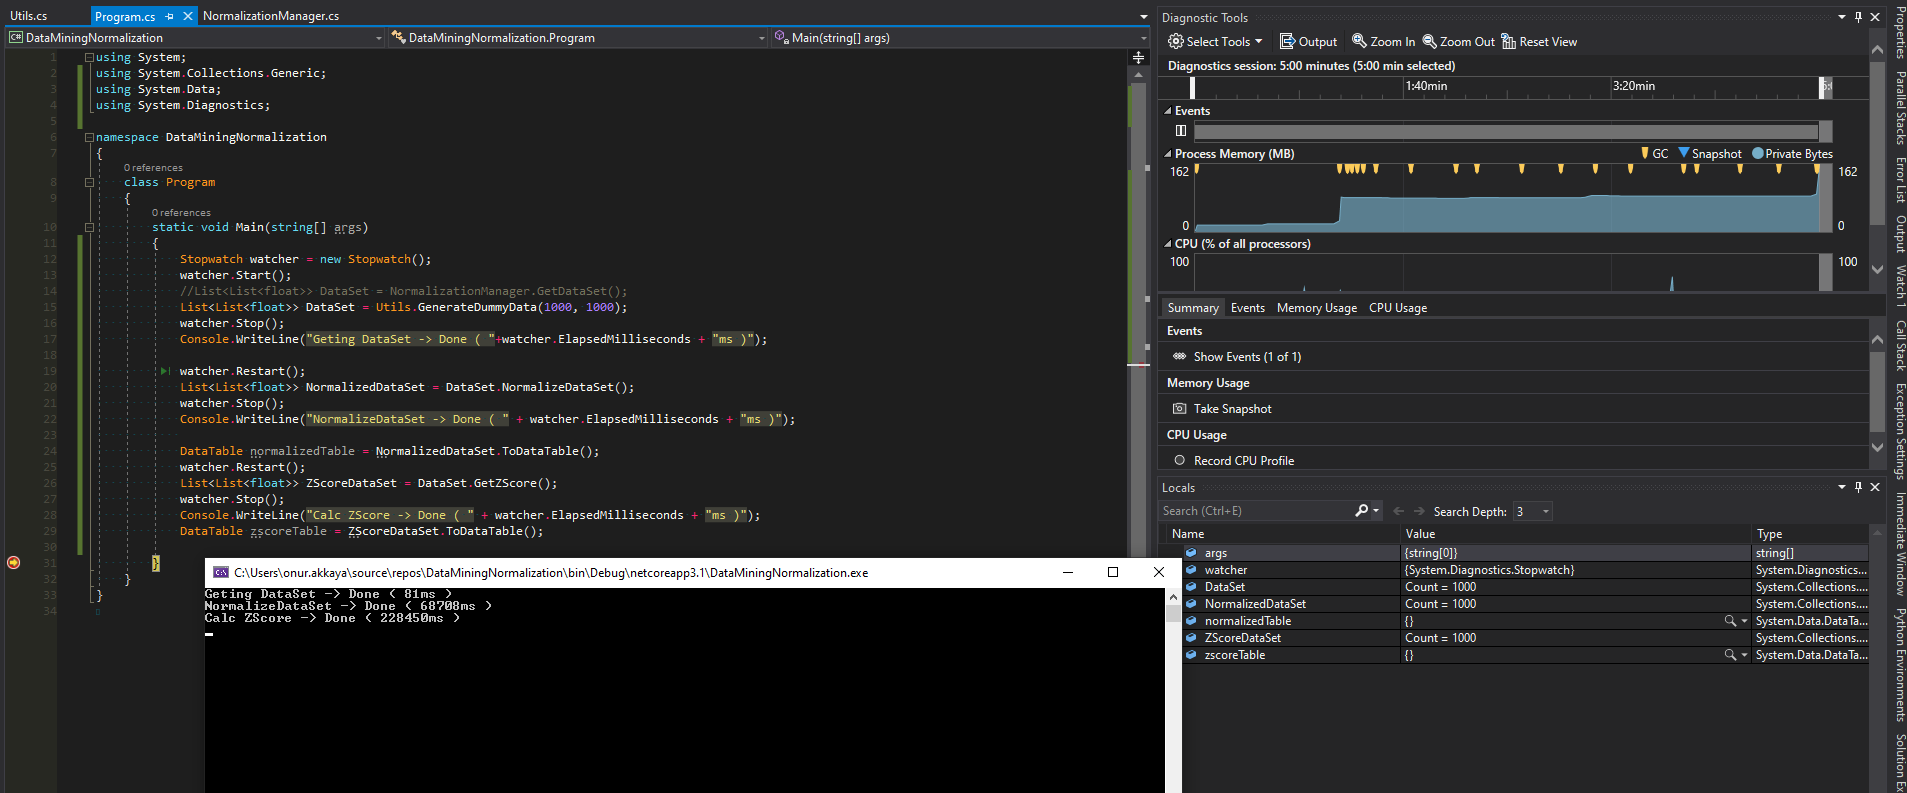 Utils.cs
Program.cs
NormalizationManager.cs
C# DataMiningNormalization
DataMiningNormalization.Program
Main(string[] args)
1 using System;
2 using System.Collections.Generic;
3 using System.Data;
4 using System.Diagnostics;
5
6 namespace DataMiningNormalization
7 {
0 references
8 class Program
9 {
0 references
10 static void Main(string[] args)
11 {
12 Stopwatch watcher = new Stopwatch();
13 watcher.Start();
14 //List<List<float>> DataSet = NormalizationManager.GetDataSet();
15 List<List<float>> DataSet = Utils.GenerateDummyData(1000, 1000);
16 watcher.Stop();
17 Console.WriteLine("Geting DataSet -> Done ( "+watcher.ElapsedMilliseconds + "ms )");
18
19 watcher.Restart();
20 List<List<float>> NormalizedDataSet = DataSet.NormalizeDataSet();
21 watcher.Stop();
22 Console.WriteLine("NormalizeDataSet -> Done ( " + watcher.ElapsedMilliseconds + "ms )");
23
24 DataTable normalizedTable = NormalizedDataSet.ToDataTable();
25 watcher.Restart();
26 List<List<float>> ZScoreDataSet = DataSet.GetZScore();
27 watcher.Stop();
28 Console.WriteLine("Calc ZScore -> Done ( " + watcher.ElapsedMilliseconds + "ms )");
29 DataTable zscoreTable = ZScoreDataSet.ToDataTable();
30
31 }
32 }
33 }
34
C:\Users\onur.akkaya\source\repos\DataMiningNormalization\bin\Debug\netcoreapp3.1\DataMiningNormalization.exe
Geting DataSet -> Done ( 81ms )
NormalizeDataSet -> Done ( 68708ms )
Calc ZScore -> Done ( 228450ms )
Diagnostic Tools
Select Tools Output Zoom In Zoom Out Reset View
Diagnostics session: 5:00 minutes (5:00 min selected)
1:40min 3:20min
Events
Process Memory (MB) GC Snapshot Private Bytes
162 162
0 0
CPU (% of all processors)
100 100
Summary Events Memory Usage CPU Usage
Events
Show Events (1 of 1)
Memory Usage
Take Snapshot
CPU Usage
Record CPU Profile
Locals
Search (Ctrl+E) Search Depth: 3
Name Value Type
args {string[0]} string[]
watcher {System.Diagnostics.Stopwatch} System.Diagnostics...
DataSet Count = 1000 System.Collections....
NormalizedDataSet Count = 1000 System.Collections....
normalizedTable {} System.Data.DataTa...
ZScoreDataSet Count = 1000 System.Collections....
zscoreTable {} System.Data.DataTa...
Properties
Parallel Stacks
Error List
Output
Watch 1
Call Stack
Exception Settings
Immediate Window
Python Environments
Solution Ex